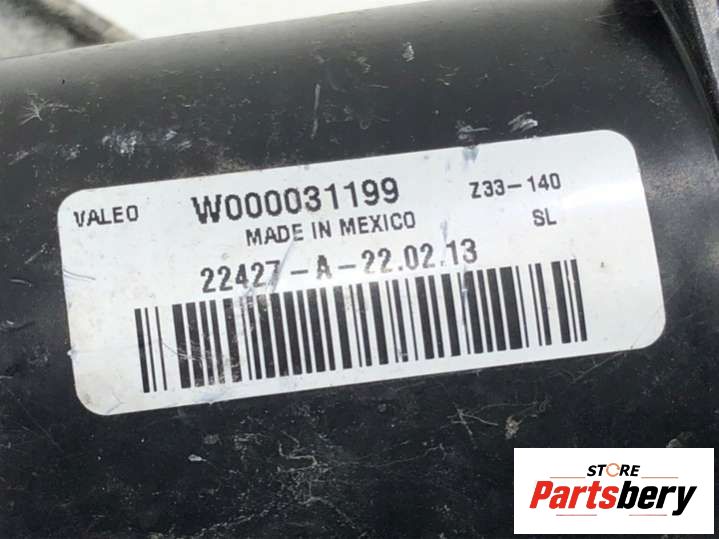 VALEO W000031199 Z33-140
MADE IN MEXICO SL
22427-A-22.02.13
STORE
Partsbery